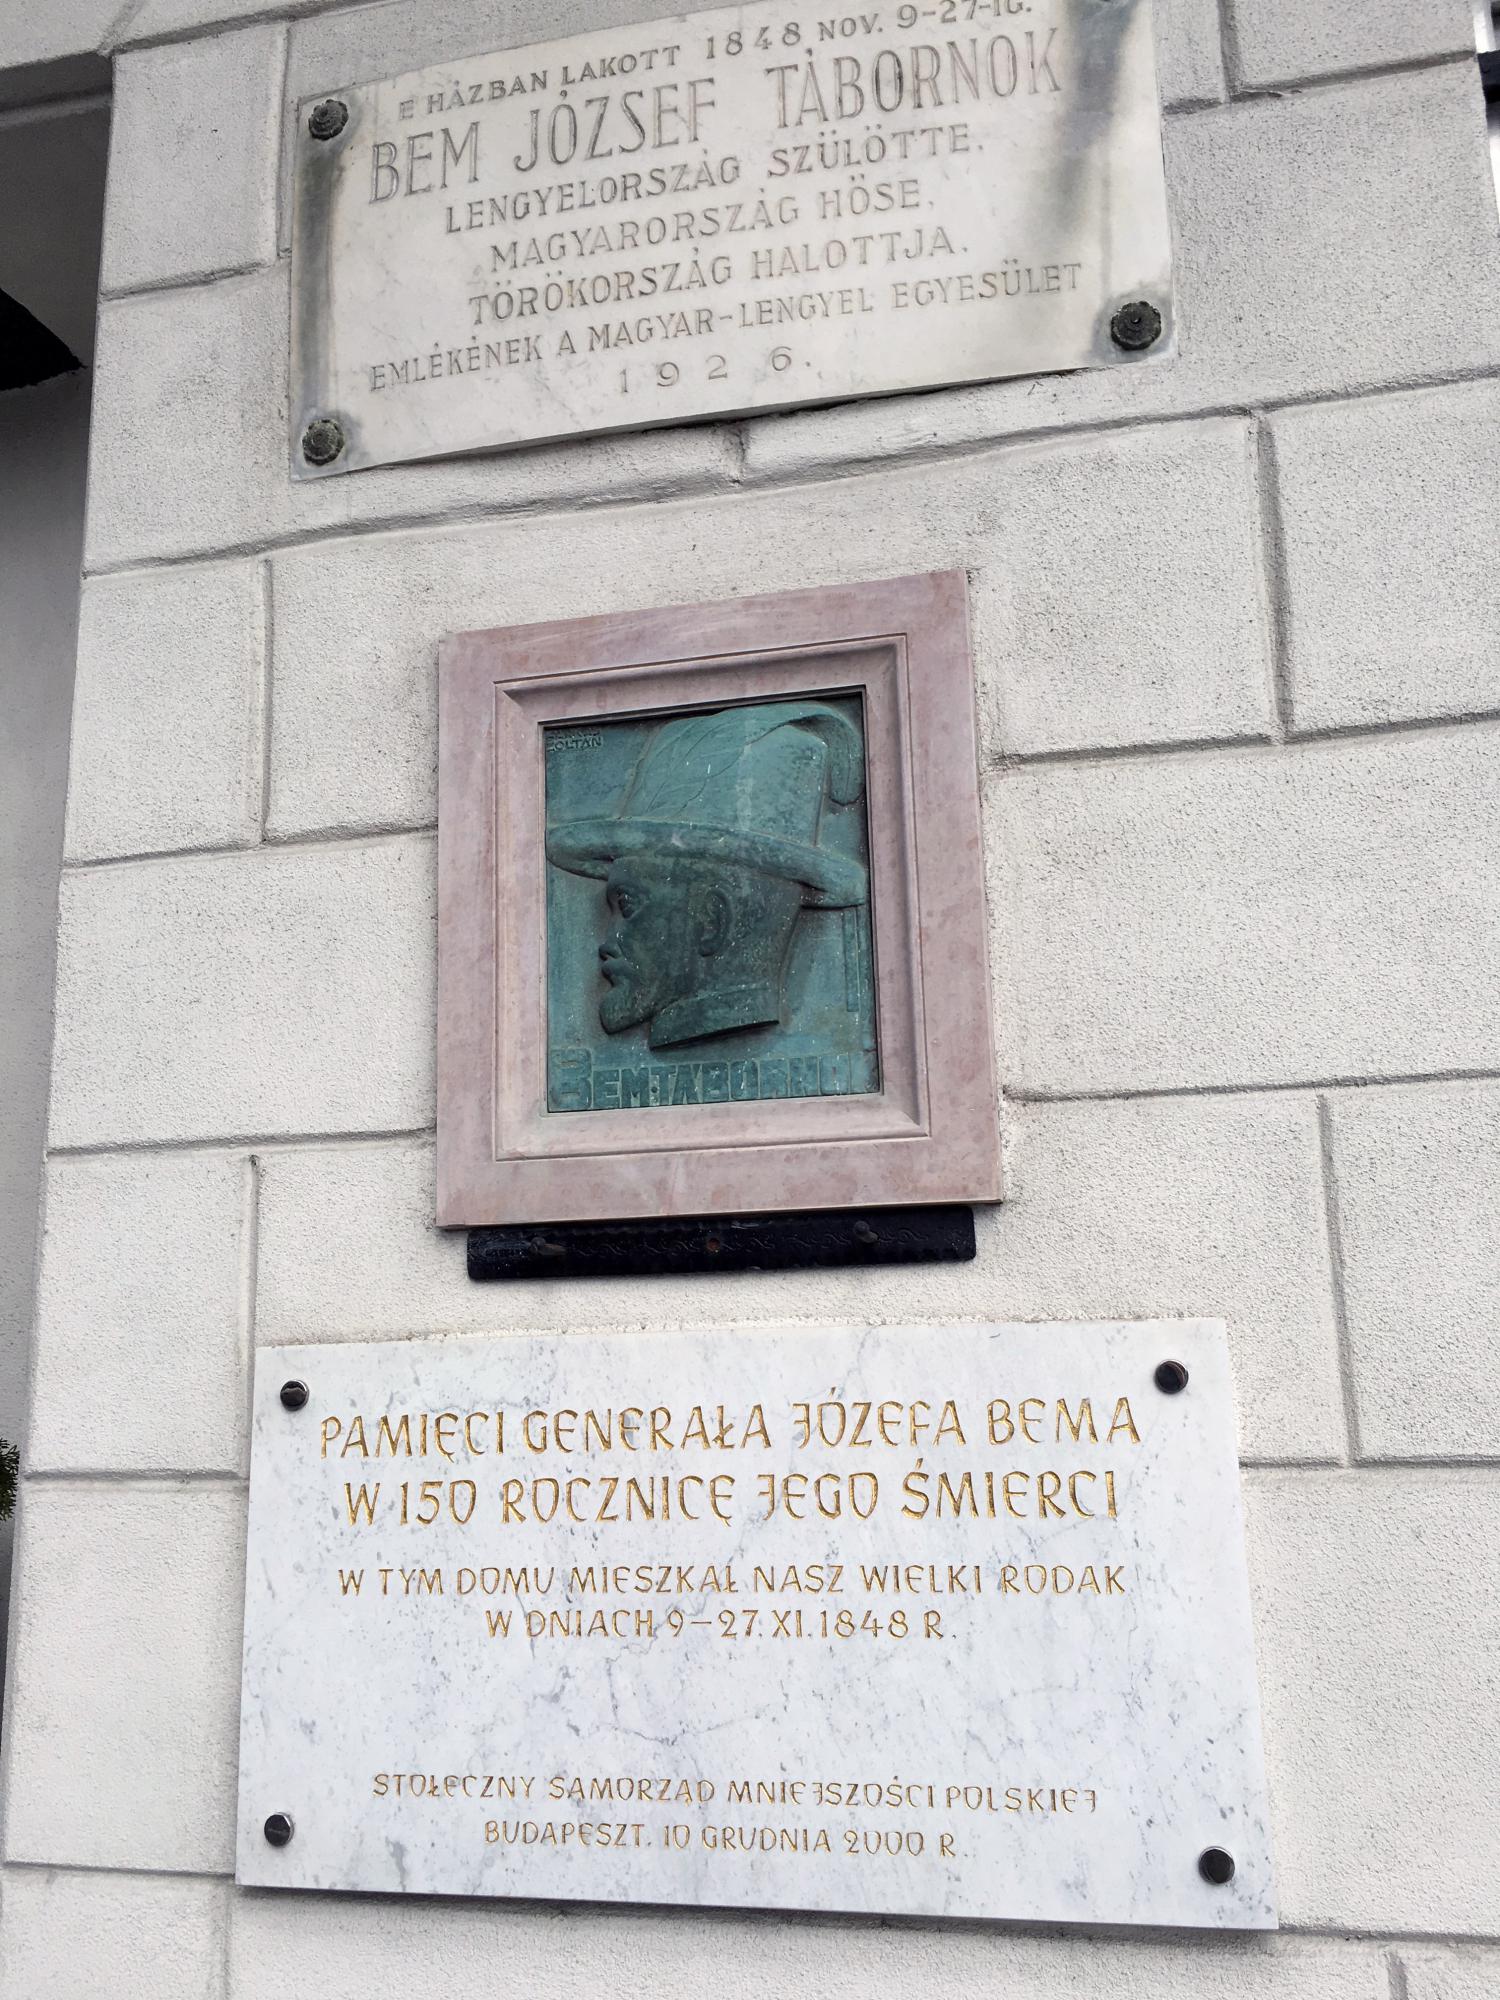 E HÁZBAN LAKOTT 1848 NOV. 9-27-IG.
BEM JÓZSEF TÁBORNOK
LENGYELORSZÁG SZÜLÖTTE,
MAGYARORSZÁG HŐSE,
TÖRÖKORSZÁG HALOTTJA.
EMLÉKÉNEK A MAGYAR-LENGYEL EGYESÜLET
1926.
ZOLTÁN
BEM TÁBORNOK
PAMIĘCI GENERAŁA JÓZEFA BEMA
W 150 ROCZNICĘ JEGO ŚMIERCI
W TYM DOMU MIESZKAŁ NASZ WIELKI RODAK
W DNIACH 9-27. XI. 1848 R.
STOŁECZNY SAMORZĄD MNIEJSZOŚCI POLSKIEJ
BUDAPESZT. 10 GRUDNIA 2000 R.